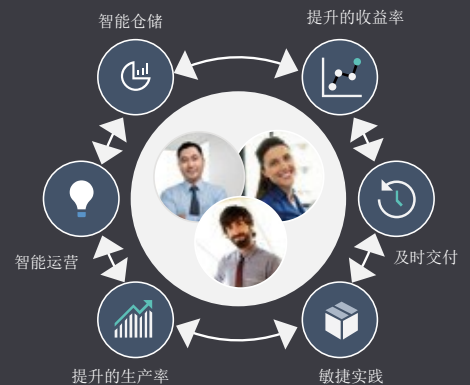 智能仓储
提升的收益率
智能运营
及时交付
提升的生产率
敏捷实践